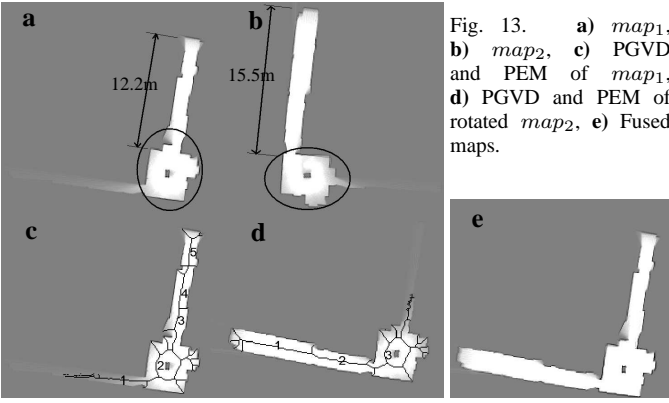 a
b
12.2m
15.5m
Fig. 13. a) map₁,
b) map₂, c) PGVD
and PEM of map₁,
d) PGVD and PEM of
rotated map₂, e) Fused
maps.
c
d
e
5
4
3
2
1
1
2
3
1